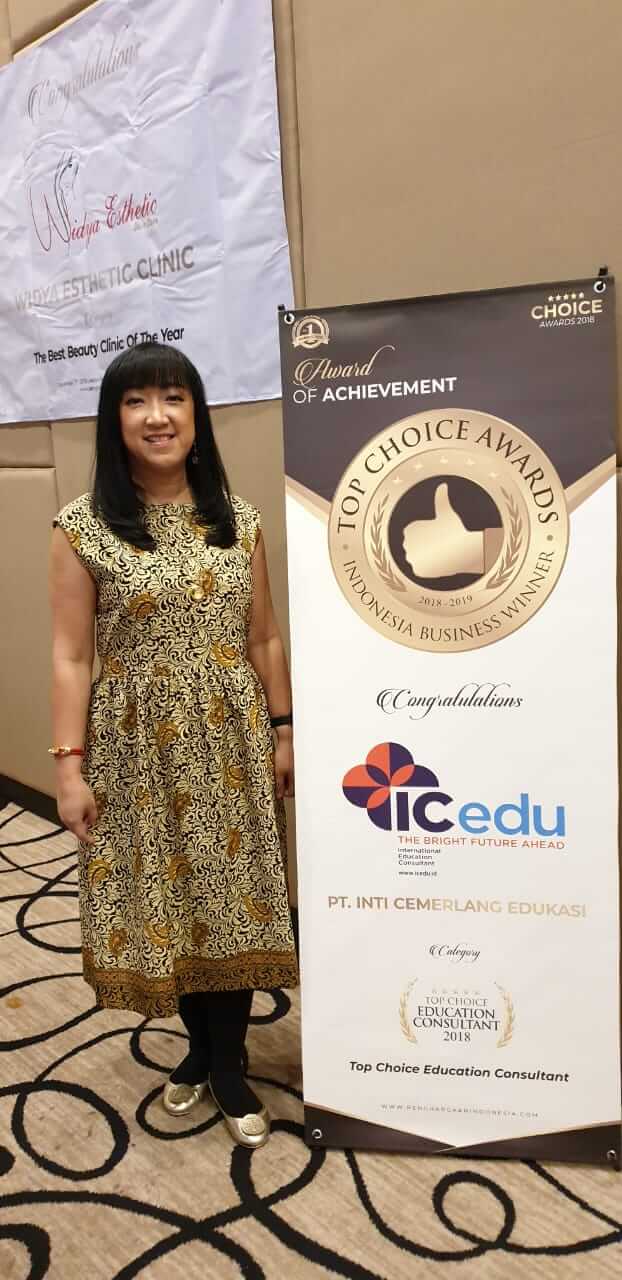 Congratulations
Widya Esthetic
WIDYA ESTHETIC CLINIC
The Best Beauty Clinic Of The Year
CHOICE
AWARDS 2018
1
Award
OF ACHIEVEMENT
TOP CHOICE AWARDS
2018-2019
INDONESIA BUSINESS WINNER
Congratulations
ICedu
THE BRIGHT FUTURE AHEAD
International
Education
Consultant
www.icedu.id
PT. INTI CEMERLANG EDUKASI
Category
TOP CHOICE
EDUCATION
CONSULTANT
2018
Top Choice Education Consultant
WWW.PENGHARGAANINDONESIA.COM